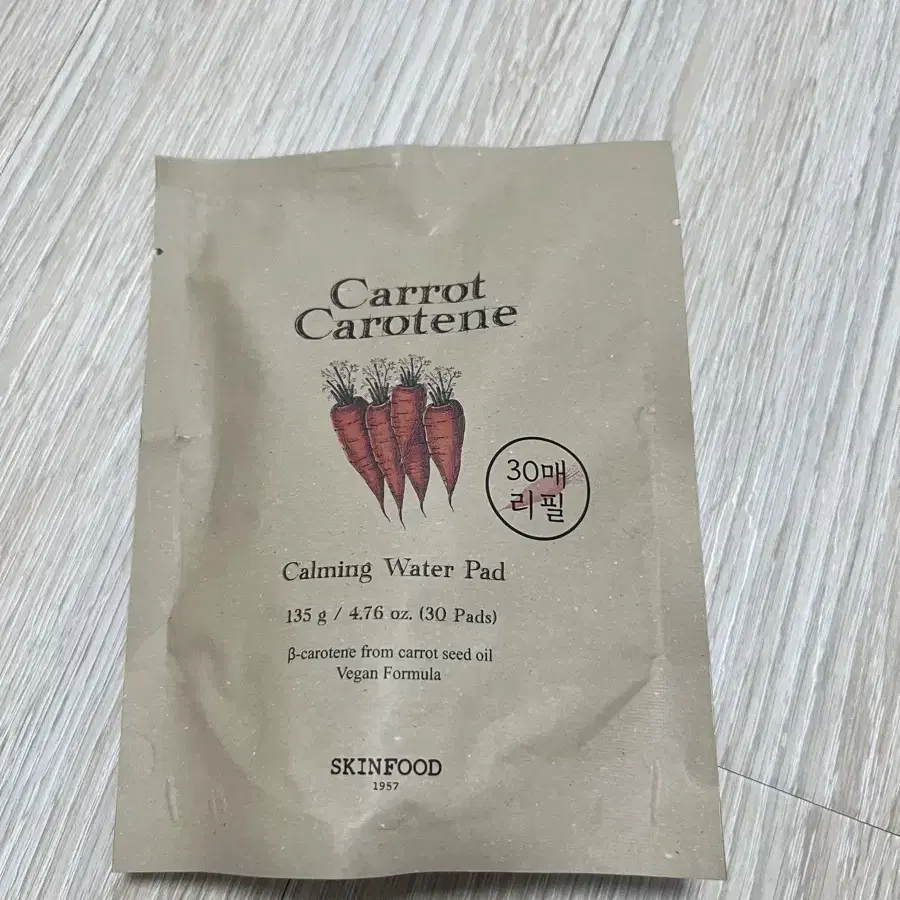 Carrot
Carotene
30매
리필
Calming Water Pad
135 g / 4.76 oz. (30 Pads)
β-carotene from carrot seed oil
Vegan Formula
SKINFOOD
1957